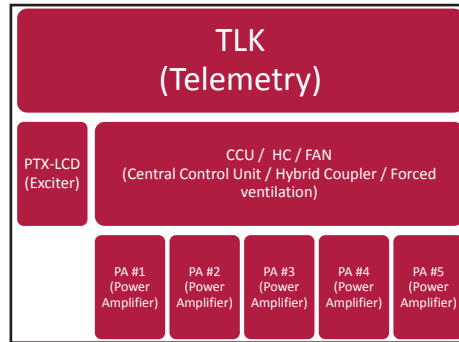 TLK
(Telemetry)
PTX-LCD
(Exciter)
CCU / HC / FAN
(Central Control Unit / Hybrid Coupler / Forced
ventilation)
PA #1
(Power
Amplifier)
PA #2
(Power
Amplifier)
PA #3
(Power
Amplifier)
PA #4
(Power
Amplifier)
PA #5
(Power
Amplifier)